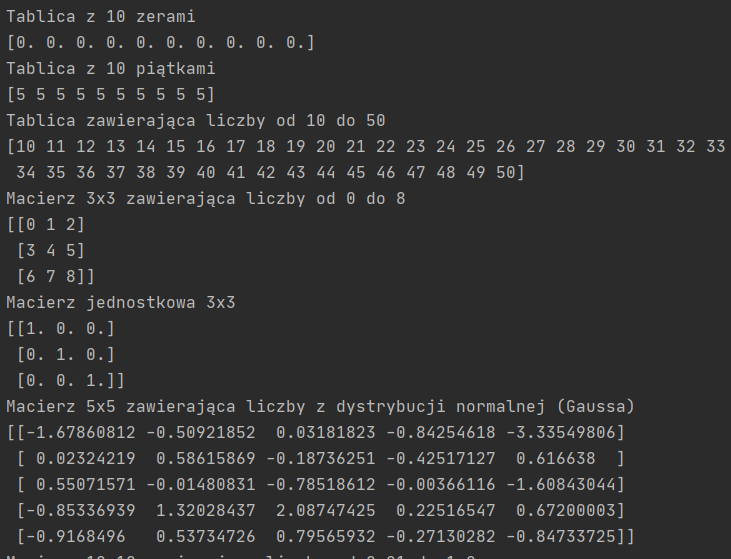 Tablica z 10 zerami
[0. 0. 0. 0. 0. 0. 0. 0. 0. 0.]
Tablica z 10 piątkami
[5 5 5 5 5 5 5 5 5 5]
Tablica zawierająca liczby od 10 do 50
[10 11 12 13 14 15 16 17 18 19 20 21 22 23 24 25 26 27 28 29 30 31 32 33
 34 35 36 37 38 39 40 41 42 43 44 45 46 47 48 49 50]
Macierz 3x3 zawierająca liczby od 0 do 8
[[0 1 2]
 [3 4 5]
 [6 7 8]]
Macierz jednostkowa 3x3
[[1. 0. 0.]
 [0. 1. 0.]
 [0. 0. 1.]]
Macierz 5x5 zawierająca liczby z dystrybucji normalnej (Gaussa)
[[-1.67860812 -0.50921852  0.03181823 -0.84254618 -3.33549806]
 [ 0.02324219  0.58615869 -0.18736251 -0.42517127  0.616638  ]
 [ 0.55071571 -0.01480831 -0.78518612 -0.00366116 -1.60843044]
 [-0.85336939  1.32028437  2.08747425  0.22516547  0.67200003]
 [-0.9168496   0.53734726  0.79565932 -0.27130282 -0.84733725]]